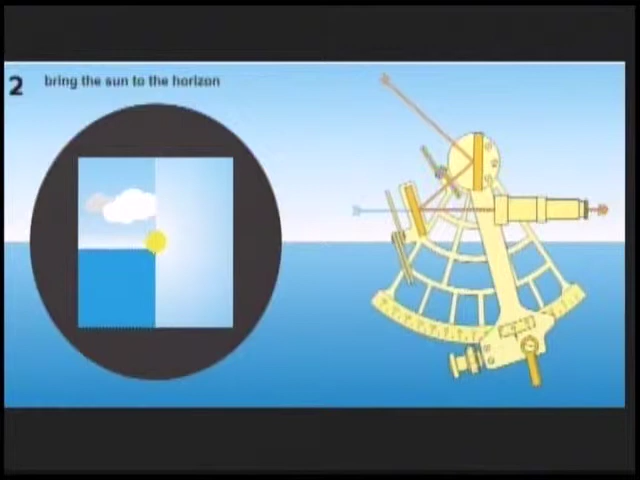 2 bring the sun to the horizon